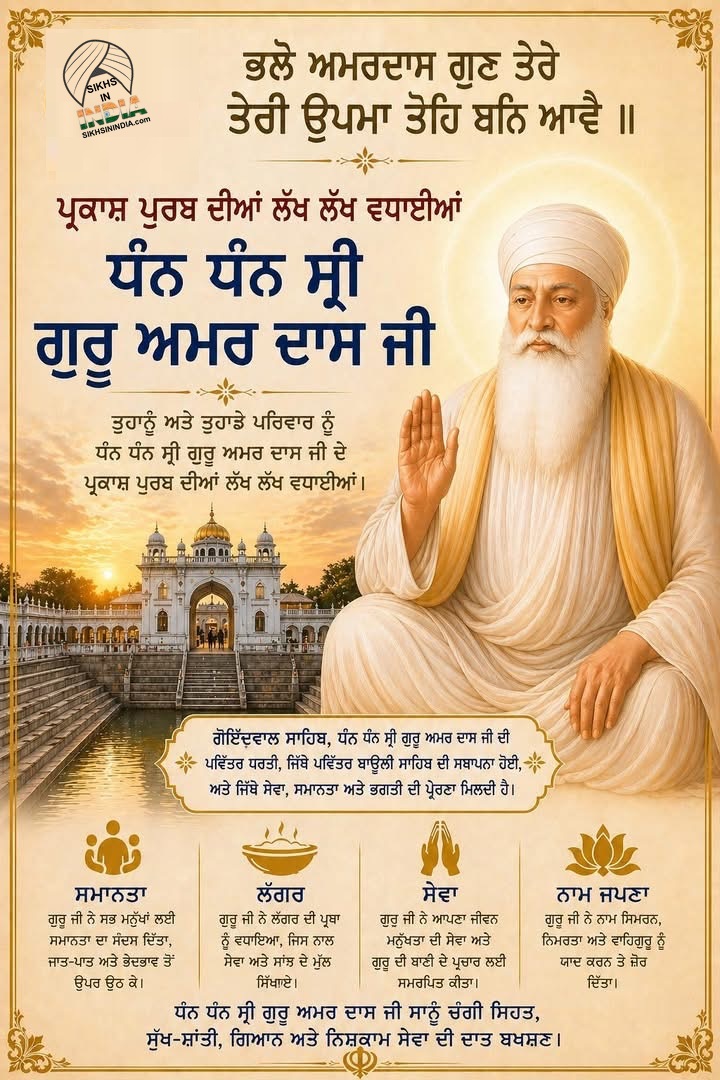 SIKHS
IN
INDIA
SIKHSININDIA.com
ਭਲੋ ਅਮਰਦਾਸ ਗੁਣ ਤੇਰੇ
ਤੇਰੀ ਉਪਮਾ ਤੋਹਿ ਬਨਿ ਆਵੈ ॥
ਪ੍ਰਕਾਸ਼ ਪੁਰਬ ਦੀਆਂ ਲੱਖ ਲੱਖ ਵਧਾਈਆਂ
ਧੰਨ ਧੰਨ ਸ੍ਰੀ
ਗੁਰੂ ਅਮਰ ਦਾਸ ਜੀ
ਤੁਹਾਨੂੰ ਅਤੇ ਤੁਹਾਡੇ ਪਰਿਵਾਰ ਨੂੰ
ਧੰਨ ਧੰਨ ਸ੍ਰੀ ਗੁਰੂ ਅਮਰ ਦਾਸ ਜੀ ਦੇ
ਪ੍ਰਕਾਸ਼ ਪੁਰਬ ਦੀਆਂ ਲੱਖ ਲੱਖ ਵਧਾਈਆਂ।
ਗੋਇੰਦਵਾਲ ਸਾਹਿਬ, ਧੰਨ ਧੰਨ ਸ੍ਰੀ ਗੁਰੂ ਅਮਰ ਦਾਸ ਜੀ ਦੀ
ਪਵਿੱਤਰ ਧਰਤੀ, ਜਿੱਥੇ ਪਵਿੱਤਰ ਬਾਉਲੀ ਸਾਹਿਬ ਦੀ ਸਥਾਪਨਾ ਹੋਈ,
ਅਤੇ ਜਿੱਥੇ ਸੇਵਾ, ਸਮਾਨਤਾ ਅਤੇ ਭਗਤੀ ਦੀ ਪ੍ਰੇਰਣਾ ਮਿਲਦੀ ਹੈ।
ਸਮਾਨਤਾ
ਗੁਰੂ ਜੀ ਨੇ ਸਭ ਮਨੁੱਖਾਂ ਲਈ
ਸਮਾਨਤਾ ਦਾ ਸੰਦੇਸ਼ ਦਿੱਤਾ,
ਜਾਤ-ਪਾਤ ਅਤੇ ਭੇਦਭਾਵ ਤੋਂ
ਉਪਰ ਉਠ ਕੇ।
ਲੰਗਰ
ਗੁਰੂ ਜੀ ਨੇ ਲੰਗਰ ਦੀ ਪ੍ਰਥਾ
ਨੂੰ ਵਧਾਇਆ, ਜਿਸ ਨਾਲ
ਸੇਵਾ ਅਤੇ ਸਾਂਝ ਦੇ ਮੁੱਲ
ਸਿੱਖਾਏ।
ਸੇਵਾ
ਗੁਰੂ ਜੀ ਨੇ ਆਪਣਾ ਜੀਵਨ
ਮਨੁੱਖਤਾ ਦੀ ਸੇਵਾ ਅਤੇ
ਗੁਰੂ ਦੀ ਬਾਣੀ ਦੇ ਪ੍ਰਚਾਰ ਲਈ
ਸਮਰਪਿਤ ਕੀਤਾ।
ਨਾਮ ਜਪਣਾ
ਗੁਰੂ ਜੀ ਨੇ ਨਾਮ ਸਿਮਰਨ,
ਨਿਮਰਤਾ ਅਤੇ ਵਾਹਿਗੁਰੂ ਨੂੰ
ਯਾਦ ਕਰਨ ਤੇ ਜ਼ੋਰ
ਦਿੱਤਾ।
ਧੰਨ ਧੰਨ ਸ੍ਰੀ ਗੁਰੂ ਅਮਰ ਦਾਸ ਜੀ ਸਾਨੂੰ ਚੰਗੀ ਸਿਹਤ,
ਸੁੱਖ-ਸ਼ਾਂਤੀ, ਗਿਆਨ ਅਤੇ ਨਿਸ਼ਕਾਮ ਸੇਵਾ ਦੀ ਦਾਤ ਬਖਸ਼ਣ।